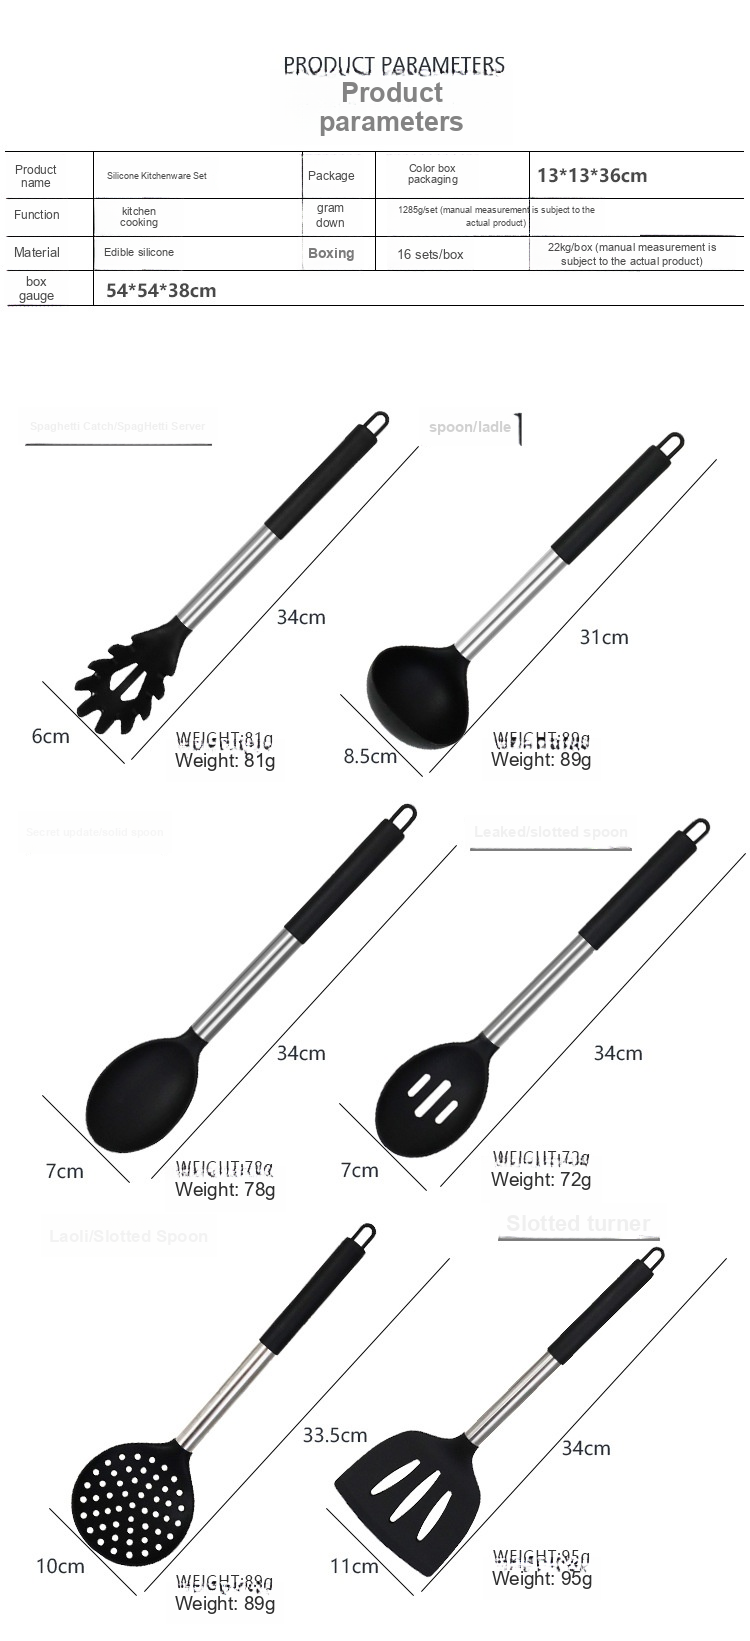 PRODUCT PARAMETERS
Product
parameters
Product
name
Silicone Kitchenware Set
Package
Color box
packaging
13*13*36cm
Function
kitchen
cooking
gram
down
1285g/set (manual measurement is subject to the
actual product)
Material
Edible silicone
Boxing
16 sets/box
22kg/box (manual measurement is
subject to the actual product)
box
gauge
54*54*38cm
Spaghetti Catch/SpagHetti Server
spoon/ladle
34cm
31cm
6cm
WEIGHT:81g
Weight: 81g
8.5cm
WEIGHT:89g
Weight: 89g
Leaked/slotted spoon
34cm
34cm
7cm
WEIGHT:78g
Weight: 78g
7cm
WEIGHT:72g
Weight: 72g
Laoli/Slotted Spoon
Slotted turner
33.5cm
34cm
10cm
WEIGHT:89g
Weight: 89g
11cm
WEIGHT:95g
Weight: 95g